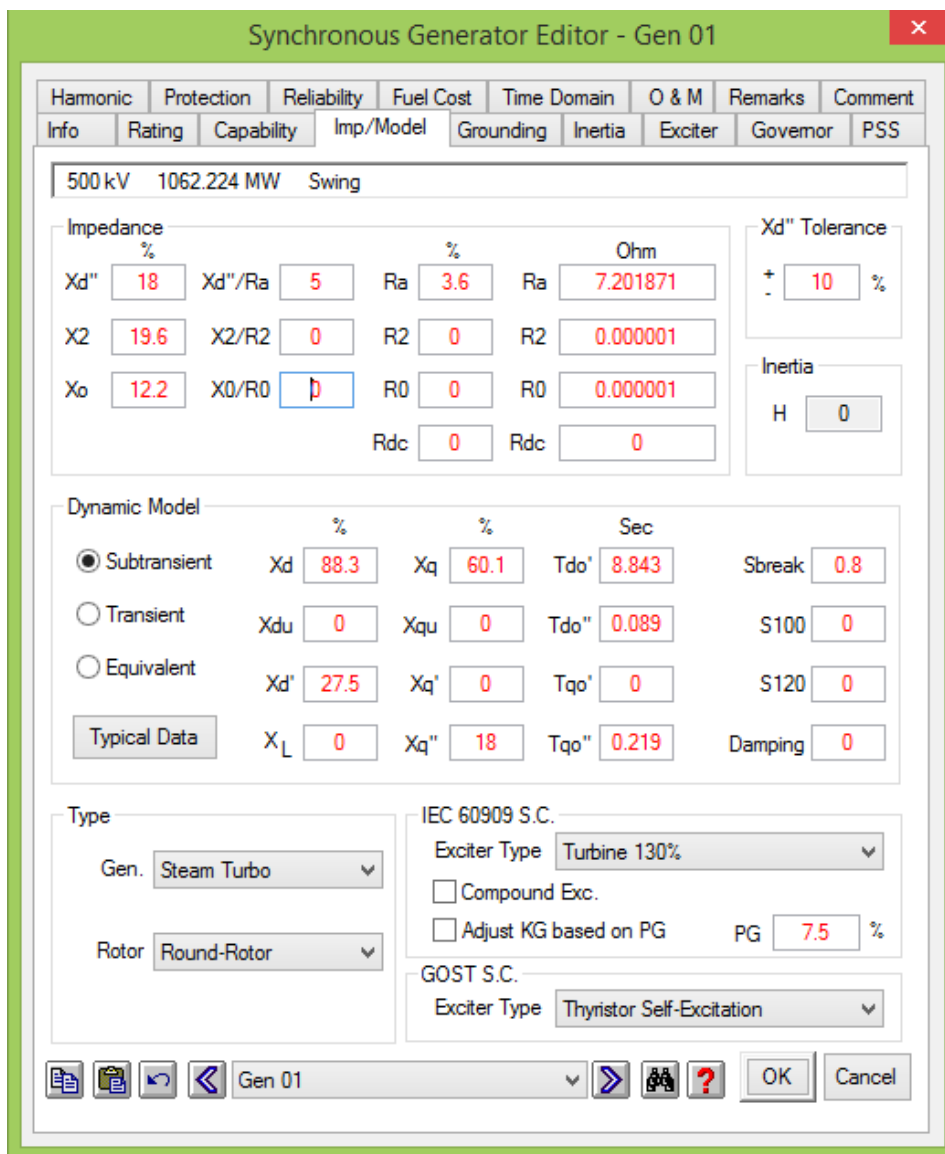 Synchronous Generator Editor - Gen 01
Harmonic Protection Reliability Fuel Cost Time Domain O & M Remarks Comment
Info Rating Capability Imp/Model Grounding Inertia Exciter Governor PSS
500 kV 1062.224 MW Swing
Impedance
% % Ohm
Xd" 18 Xd"/Ra 5 Ra 3.6 Ra 7.201871
X2 19.6 X2/R2 0 R2 0 R2 0.000001
Xo 12.2 X0/R0 0 R0 0 R0 0.000001
Rdc 0 Rdc 0
Xd" Tolerance
+ - 10 %
Inertia
H 0
Dynamic Model
% % Sec
Subtransient Xd 88.3 Xq 60.1 Tdo' 8.843 Sbreak 0.8
Transient Xdu 0 Xqu 0 Tdo" 0.089 S100 0
Equivalent Xd' 27.5 Xq' 0 Tqo' 0 S120 0
Typical Data XL 0 Xq" 18 Tqo" 0.219 Damping 0
Type
Gen. Steam Turbo
Rotor Round-Rotor
IEC 60909 S.C.
Exciter Type Turbine 130%
Compound Exc.
Adjust KG based on PG PG 7.5 %
GOST S.C.
Exciter Type Thyristor Self-Excitation
Gen 01 ? OK Cancel